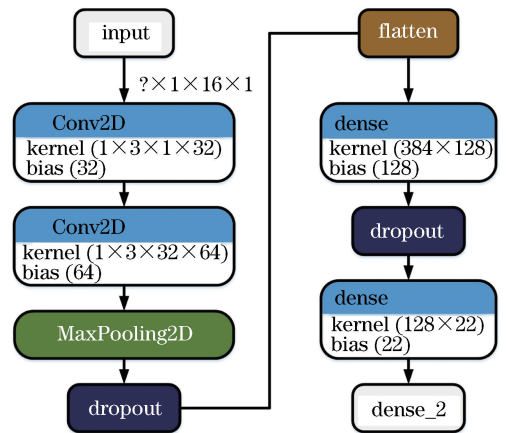 input
?×1×16×1
Conv2D
kernel (1×3×1×32)
bias (32)
Conv2D
kernel (1×3×32×64)
bias (64)
MaxPooling2D
dropout
flatten
dense
kernel (384×128)
bias (128)
dropout
dense
kernel (128×22)
bias (22)
dense_2